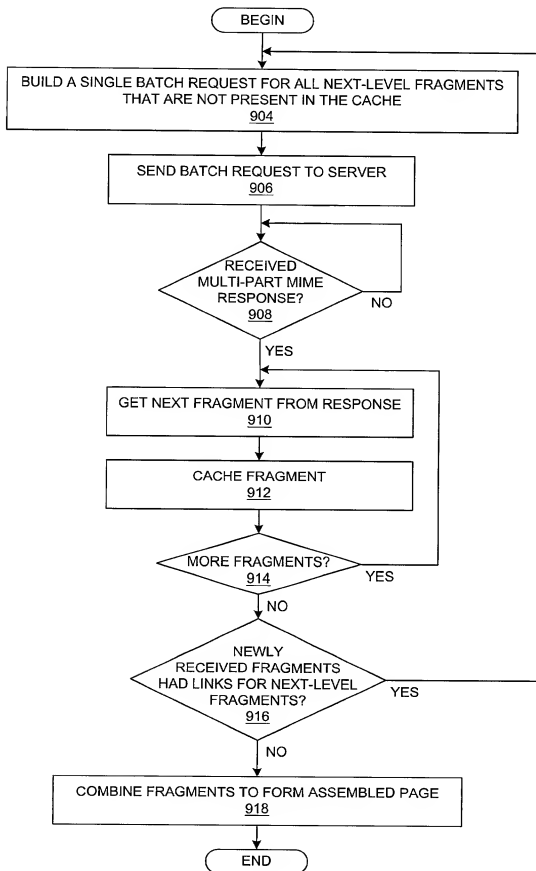 BEGIN
BUILD A SINGLE BATCH REQUEST FOR ALL NEXT-LEVEL FRAGMENTS
THAT ARE NOT PRESENT IN THE CACHE
904
SEND BATCH REQUEST TO SERVER
906
RECEIVED
MULTI-PART MIME
RESPONSE?
908
NO
YES
GET NEXT FRAGMENT FROM RESPONSE
910
CACHE FRAGMENT
912
MORE FRAGMENTS?
914
YES
NO
NEWLY
RECEIVED FRAGMENTS
HAD LINKS FOR NEXT-LEVEL
FRAGMENTS?
916
YES
NO
COMBINE FRAGMENTS TO FORM ASSEMBLED PAGE
918
END